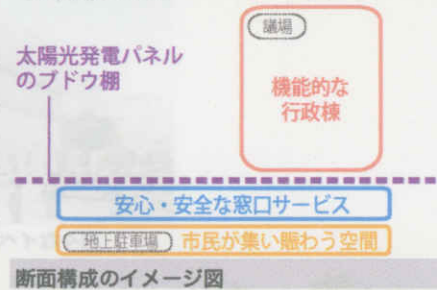 議場
太陽光発電パネル
のブドウ棚
機能的な
行政棟
安心・安全な窓口サービス
地上駐車場 市民が集い賑わう空間
断面構成のイメージ図